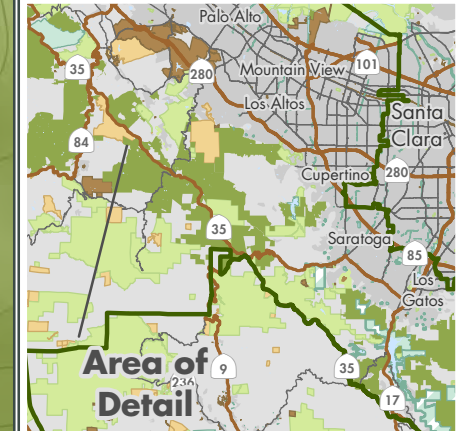 Palo Alto
35
280
Mountain View
101
Los Altos
Santa
Clara
84
Cupertino
280
35
Saratoga
85
Los
Gatos
Area of
Detail
236
9
35
17